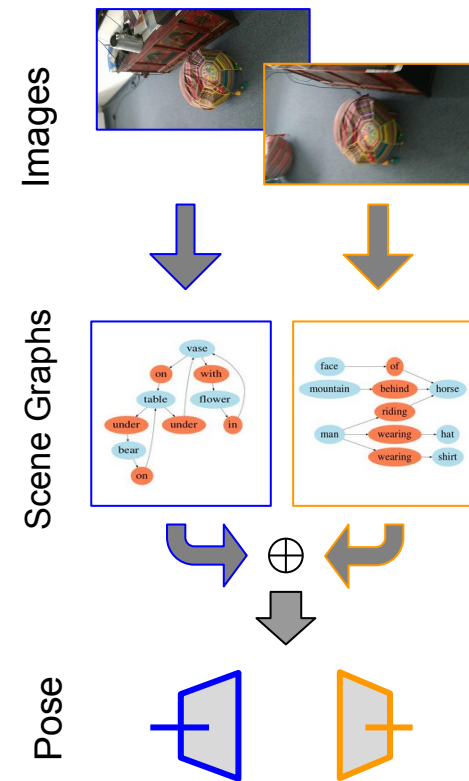 Images
Scene Graphs
vase
on
with
table
flower
under
under
in
bear
on
face
of
mountain
behind
horse
riding
man
wearing
hat
wearing
shirt
Pose